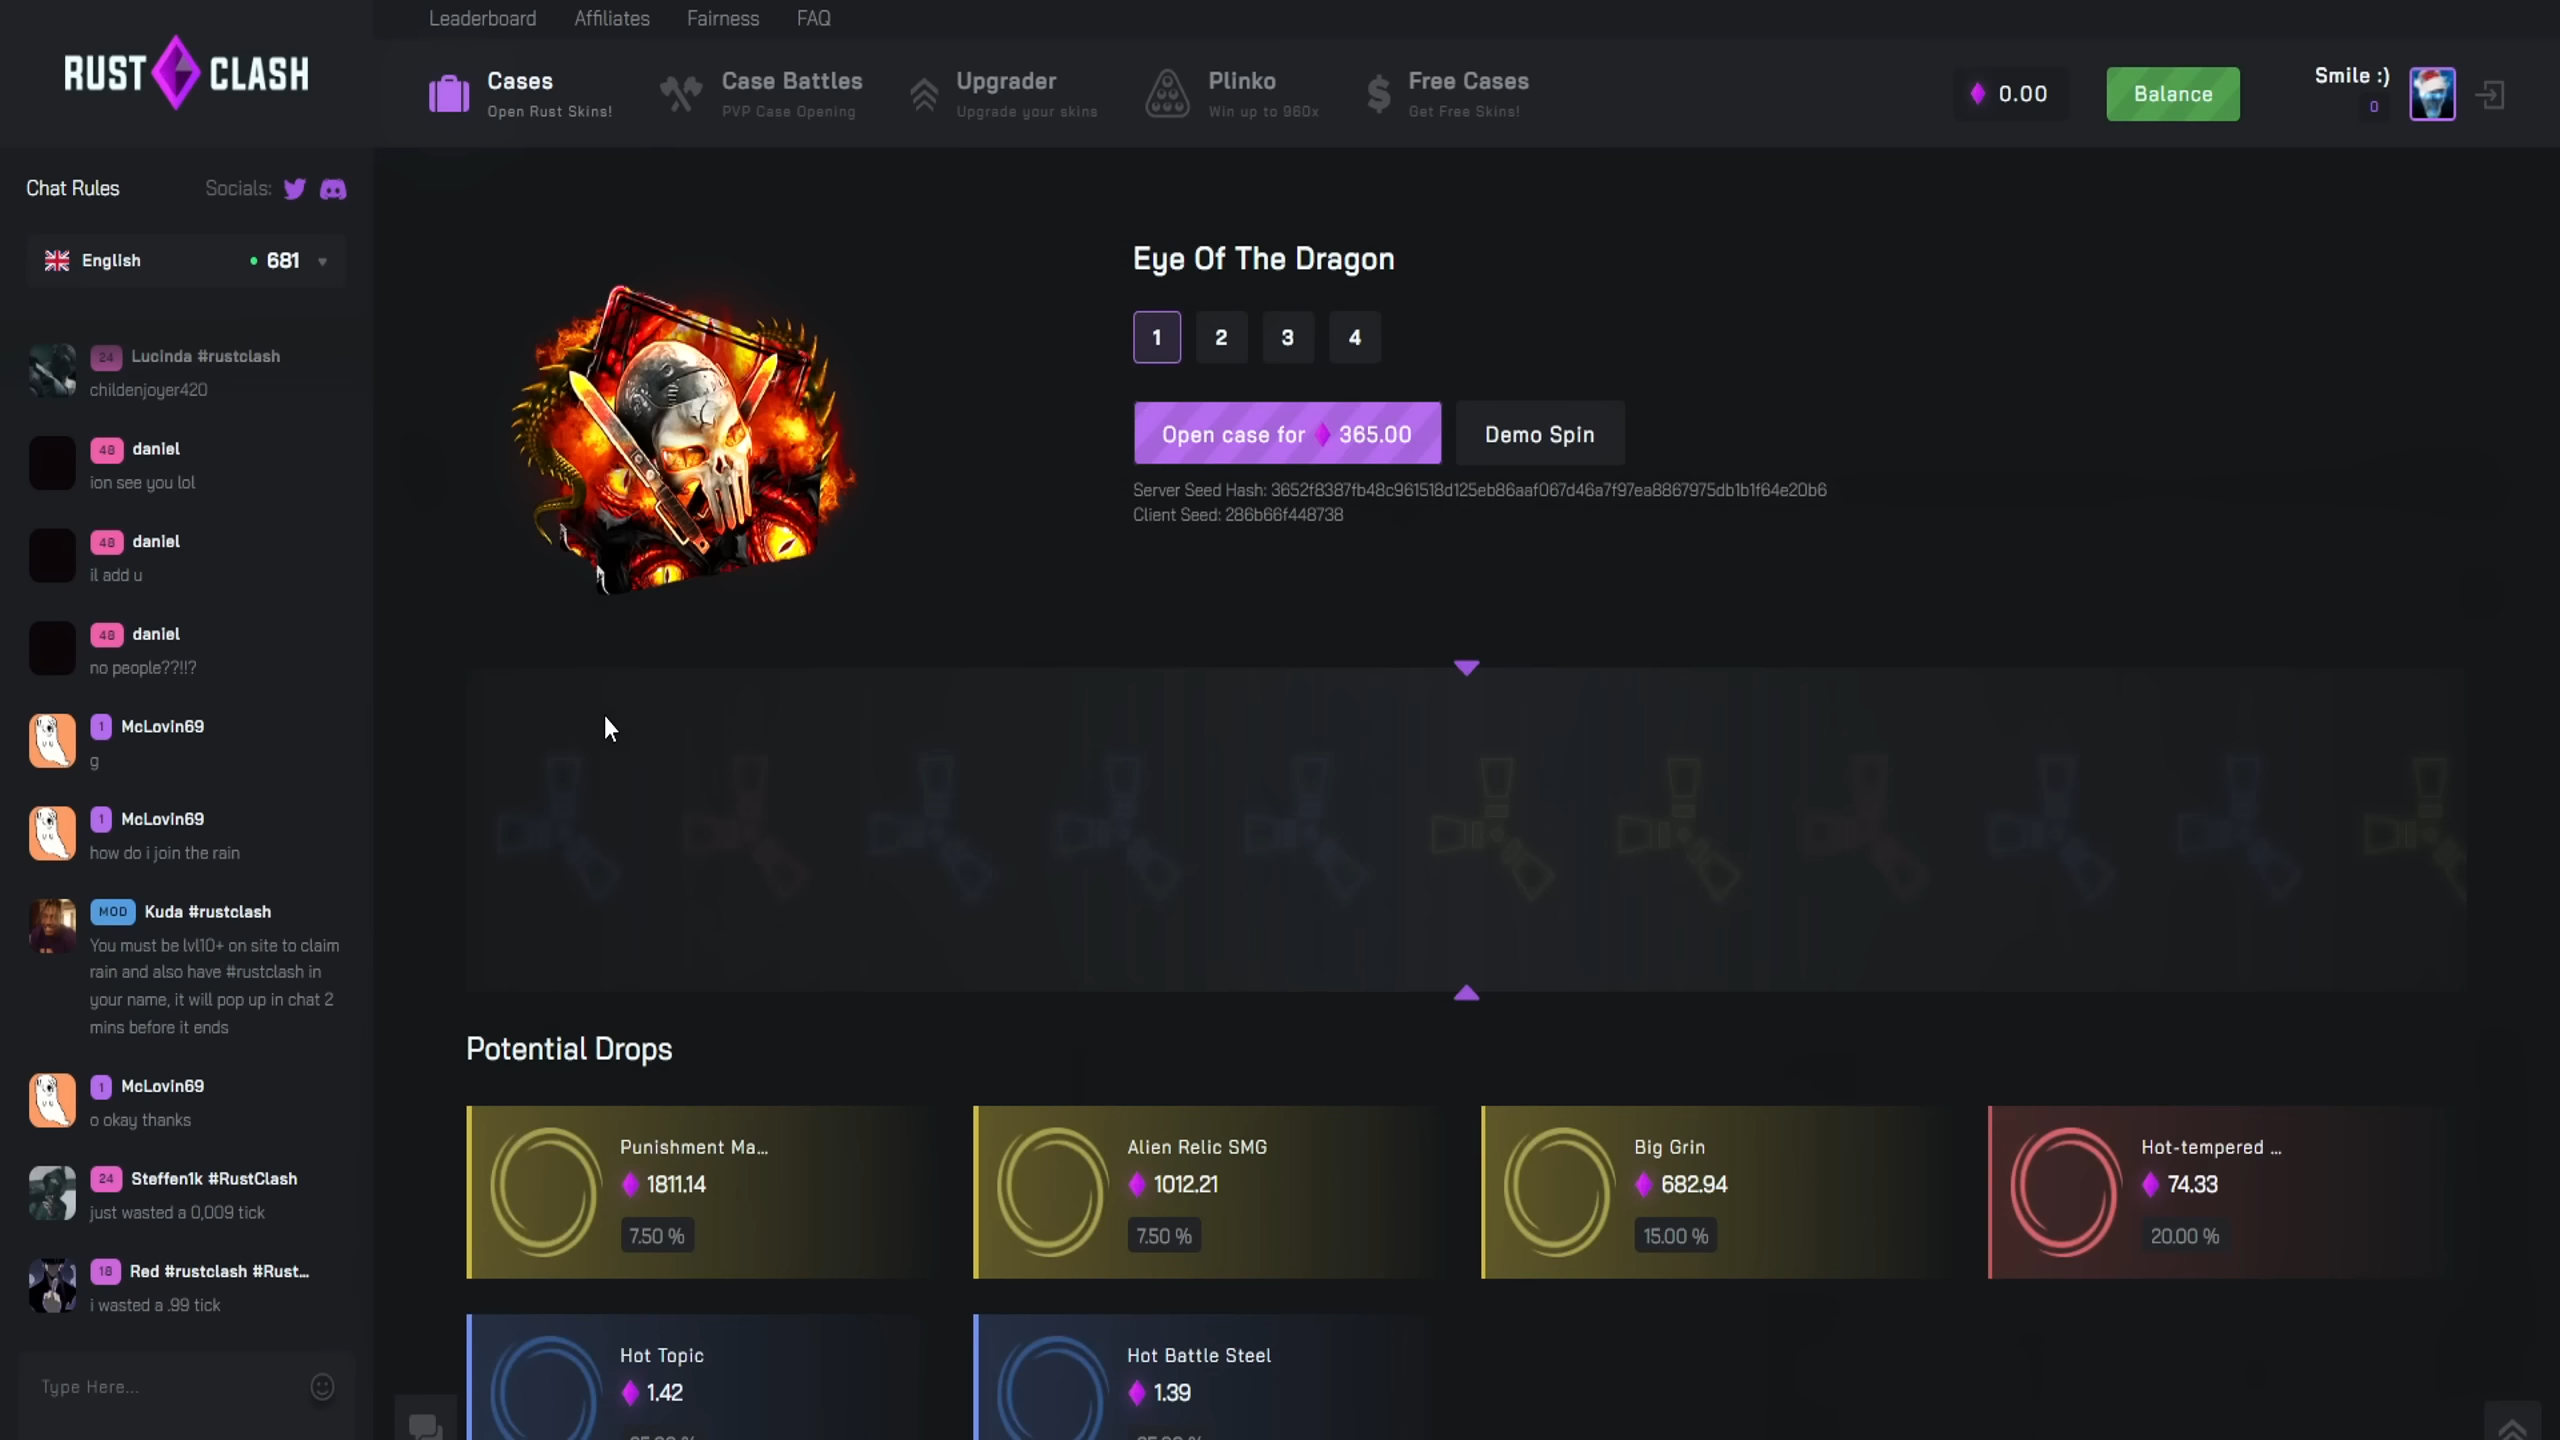 Leaderboard Affiliates Fairness FAQ
RUST CLASH
Cases
Open Rust Skins!
Case Battles
PVP Case Opening
Upgrader
Upgrade your skins
Plinko
Win up to 960x
Free Cases
Get Free Skins!
0.00
Balance
Smile :)
0
Chat Rules
Socials:
English
681
24 Lucinda #rustclash
childenjoyer420
48 daniel
ion see you lol
48 daniel
il add u
48 daniel
no people??!!?
1 McLovin69
g
1 McLovin69
how do i join the rain
MOD Kuda #rustclash
You must be lvl10+ on site to claim
rain and also have #rustclash in
your name, it will pop up in chat 2
mins before it ends
1 McLovin69
o okay thanks
24 Steffen1k #RustClash
just wasted a 0,009 tick
18 Red #rustclash #Rust...
i wasted a .99 tick
Type Here...
Eye Of The Dragon
1 2 3 4
Open case for 365.00
Demo Spin
Server Seed Hash: 3652f8387fb48c961518d125eb86aaf067d46a7f97ea8867975db1b1f64e20b6
Client Seed: 286b66f448738
Potential Drops
Punishment Ma...
1811.14
7.50 %
Alien Relic SMG
1012.21
7.50 %
Big Grin
682.94
15.00 %
Hot-tempered ...
74.33
20.00 %
Hot Topic
1.42
Hot Battle Steel
1.39